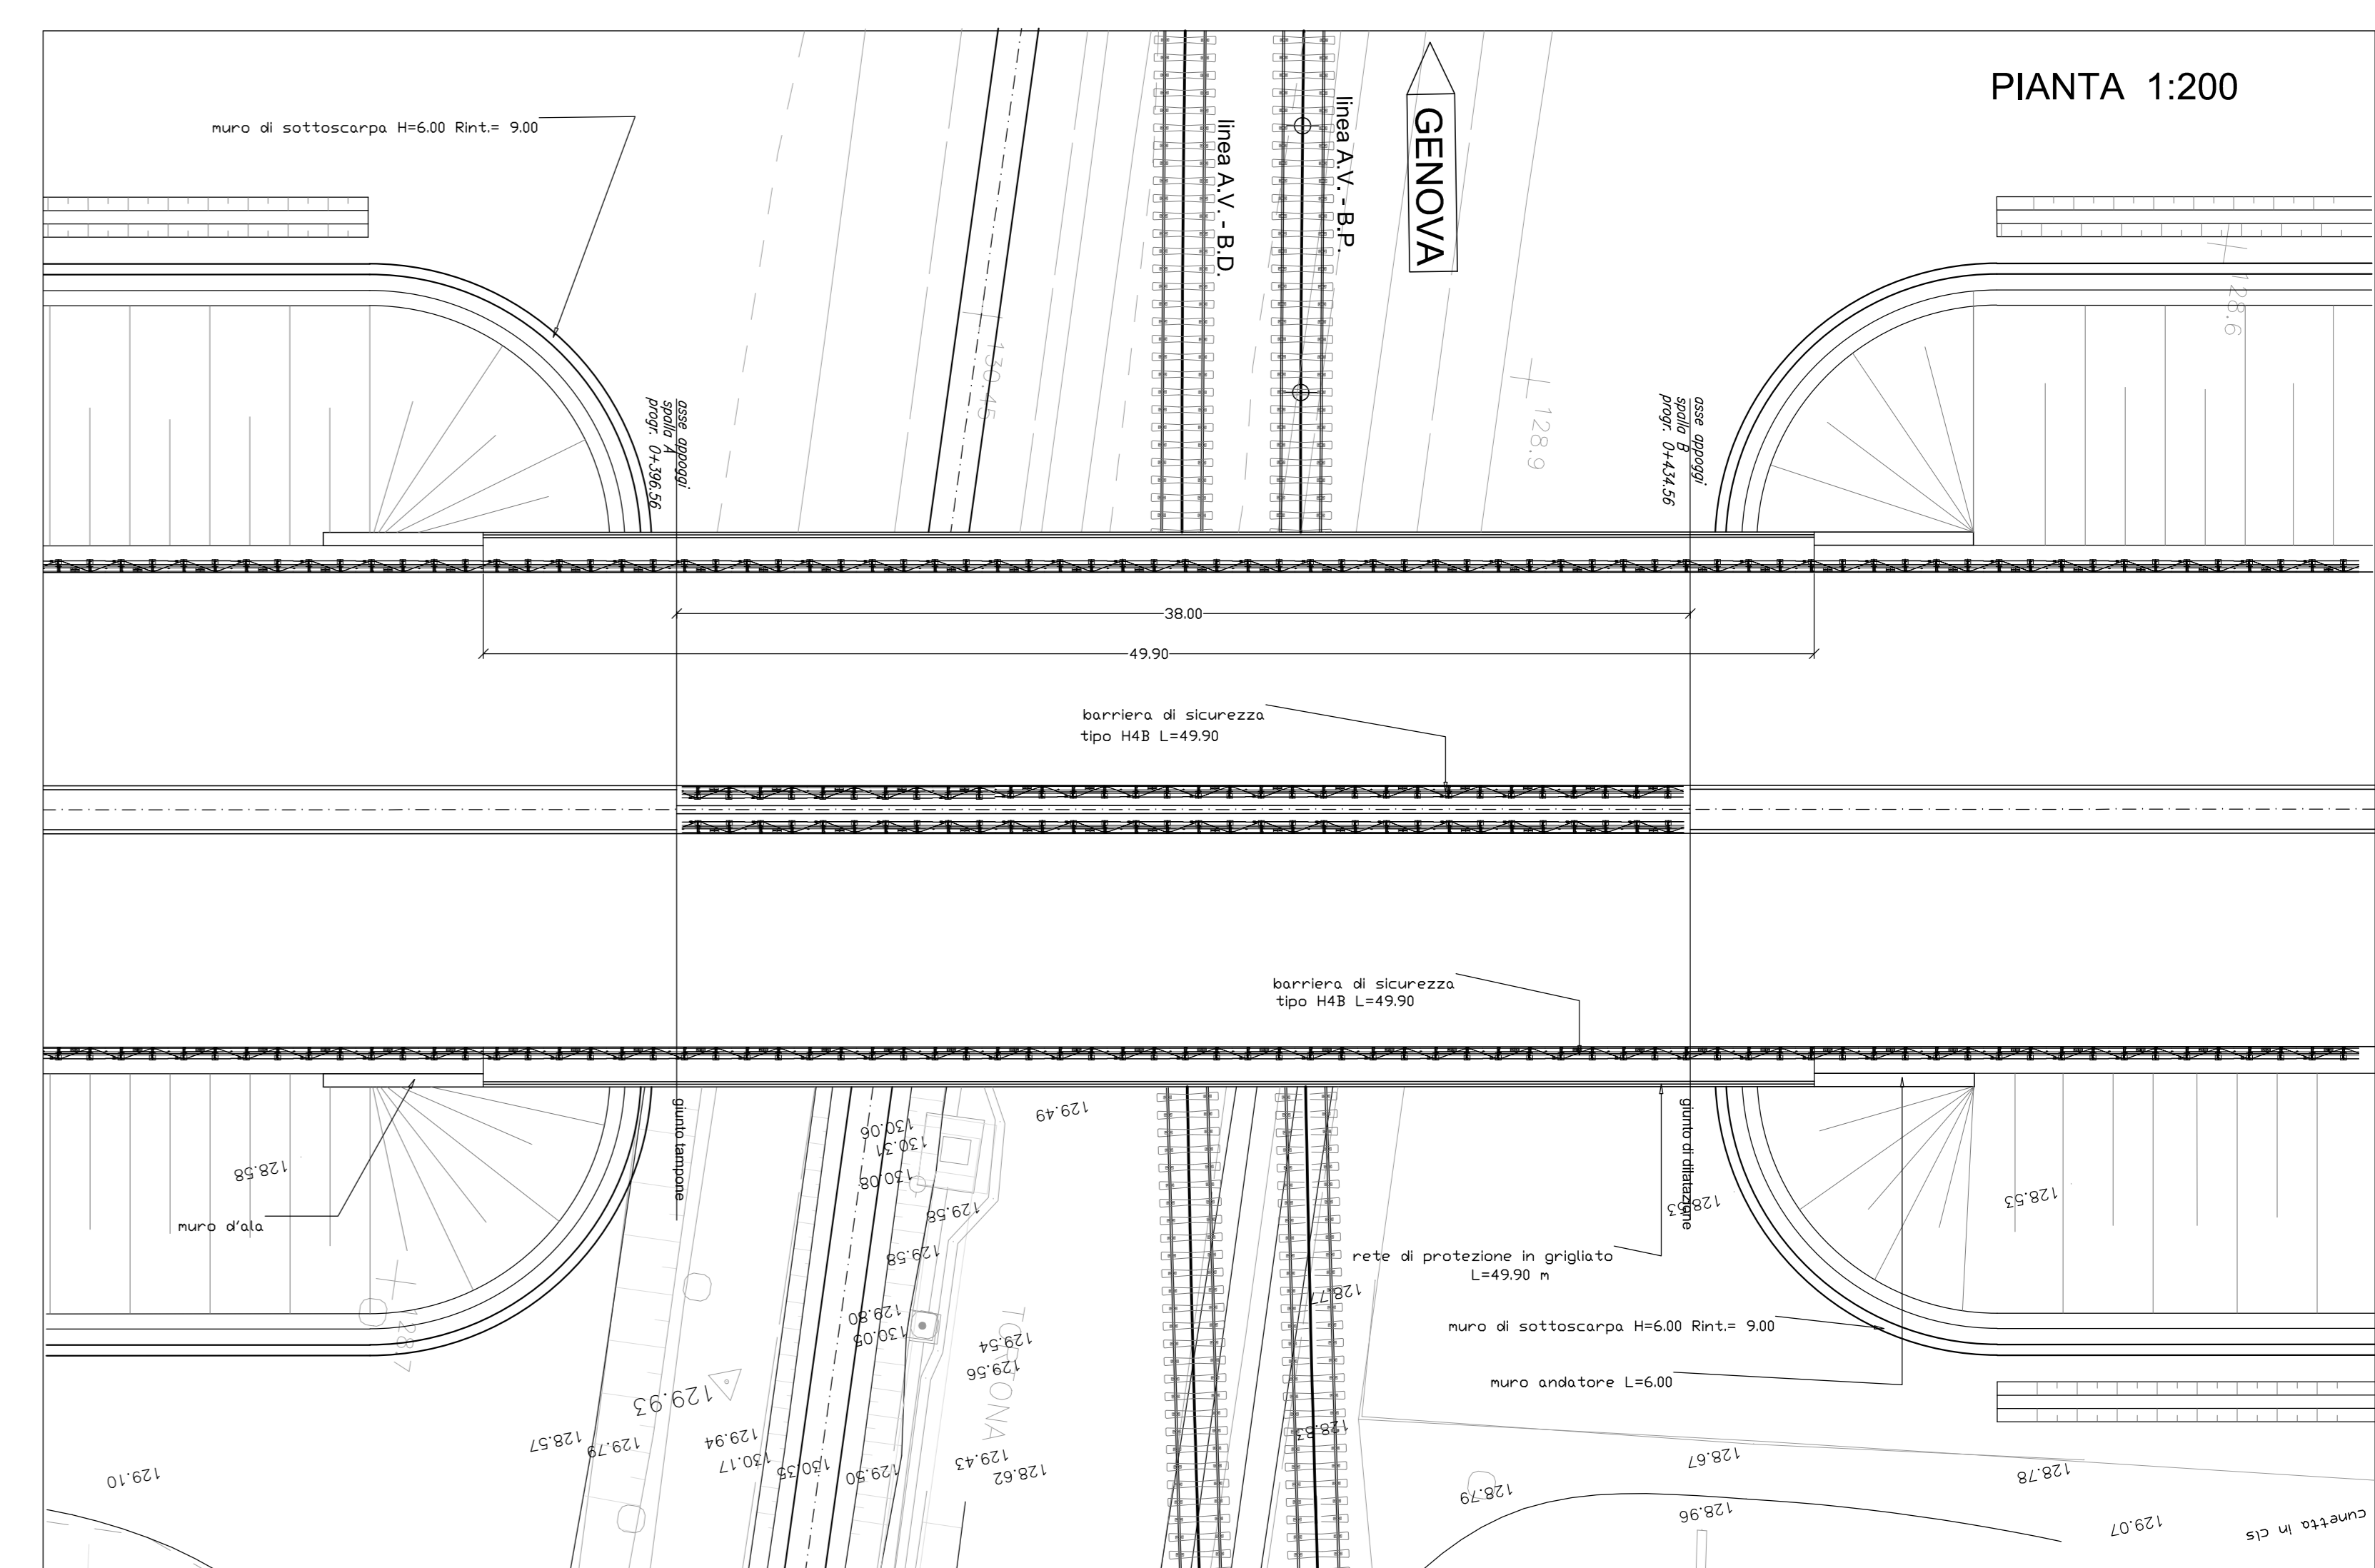 PIANTA 1:200
muro di sottoscarpa H=6.00 Rint.= 9.00
linea A.V. - B.D.
linea A.V. - B.P.
GENOVA
128.6
130.45
128.9
asse appoggi
spalla A
progr. 0+396.56
asse appoggi
spalla B
progr. 0+434.56
38.00
49.90
barriera di sicurezza
tipo H4B L=49.90
barriera di sicurezza
tipo H4B L=49.90
giunto tampone
giunto di dilatazione
129.49
130.06
130.31
130.08
128.58
muro d'ala
129.58
129.58
128.53
128.53
rete di protezione in grigliato
L=49.90 m
128.77
129.80
130.05
129.54
129.56
muro di sottoscarpa H=6.00 Rint.= 9.00
128.7
muro andatore L=6.00
129.93
128.57
129.79
129.94
130.17
130.35
129.50
129.43
128.62
128.83
128.67
128.78
128.79
128.96
129.07
129.10
cunetta in cls